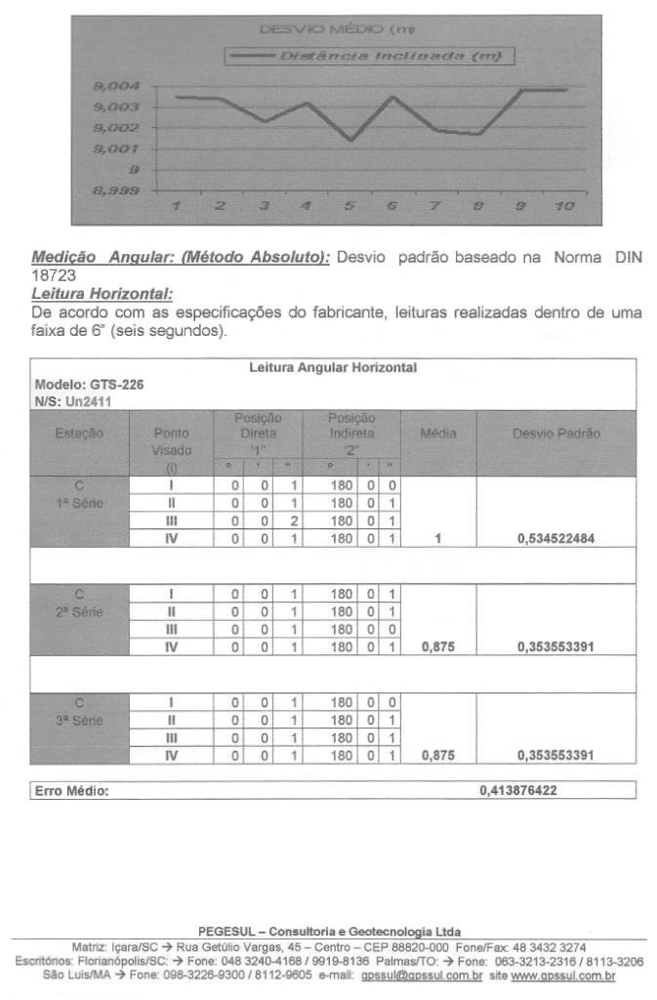 DESVIO MÉDIO (m)
Distância Inclinada (m)
9,004
9,003
9,002
9,001
9
8,999
1 2 3 4 5 6 7 8 9 10
Medição Angular: (Método Absoluto): Desvio padrão baseado na Norma DIN
18723
Leitura Horizontal:
De acordo com as especificações do fabricante, leituras realizadas dentro de uma
faixa de 6” (seis segundos).
Leitura Angular Horizontal
Modelo: GTS-226
N/S: Un2411
Estação Ponto Visado (i) Posição Direta '1" Posição Indireta '2" Média Desvio Padrão
º ' " º ' "
C I 0 0 1 180 0 0
1ª Série II 0 0 1 180 0 1
III 0 0 2 180 0 1
IV 0 0 1 180 0 1 1 0,534522484
C I 0 0 1 180 0 1
2ª Série II 0 0 1 180 0 1
III 0 0 1 180 0 0
IV 0 0 1 180 0 1 0,875 0,353553391
C I 0 0 1 180 0 0
3ª Série II 0 0 1 180 0 1
III 0 0 1 180 0 1
IV 0 0 1 180 0 1 0,875 0,353553391
Erro Médio: 0,413876422
PEGESUL – Consultoria e Geotecnologia Ltda
Matriz: Içara/SC → Rua Getúlio Vargas, 45 – Centro – CEP 88820-000 Fone/Fax: 48 3432 3274
Escritórios: Florianópolis/SC: → Fone: 048 3240-4168 / 9919-8136 Palmas/TO: → Fone: 063-3213-2316 / 8113-3206
São Luis/MA → Fone: 098-3226-9300 / 8112-9605 e-mail: gpssul@gpssul.com.br site www.gpssul.com.br